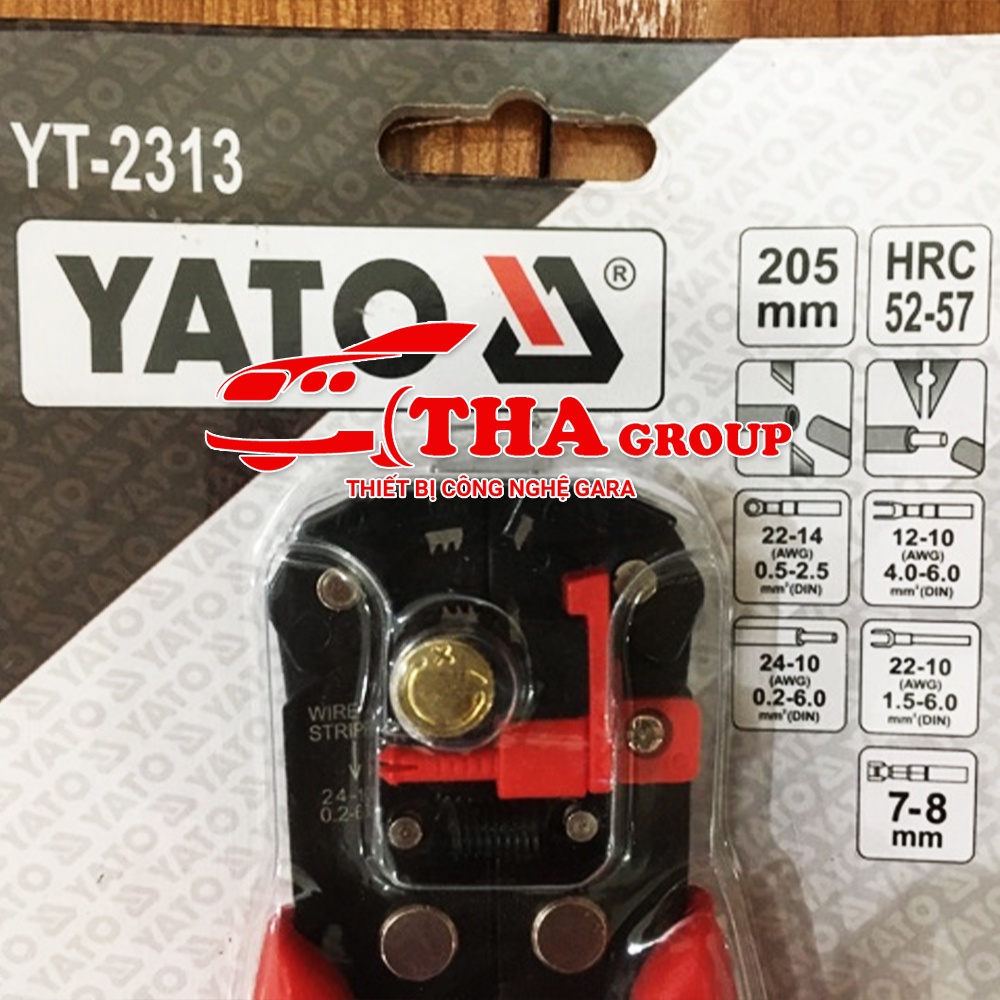 YT-2313
YATO ®
205
mm
HRC
52-57
THA GROUP
THIẾT BỊ CÔNG NGHỆ GARA
22-14
(AWG)
0.5-2.5
mm²(DIN)
12-10
(AWG)
4.0-6.0
mm²(DIN)
24-10
(AWG)
0.2-6.0
mm²(DIN)
22-10
(AWG)
1.5-6.0
mm²(DIN)
7-8
mm
WIRE